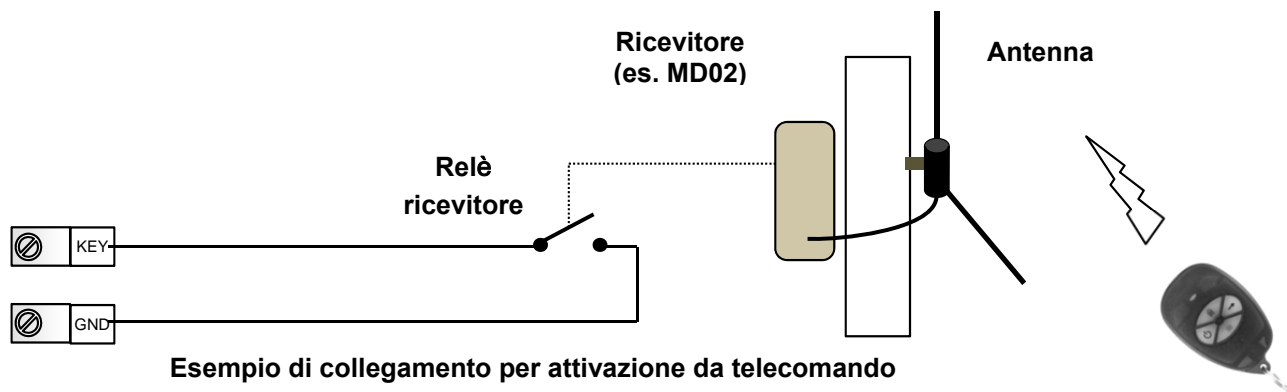 Ricevitore
(es. MD02)
Antenna
Relè
ricevitore
KEY
GND
Esempio di collegamento per attivazione da telecomando